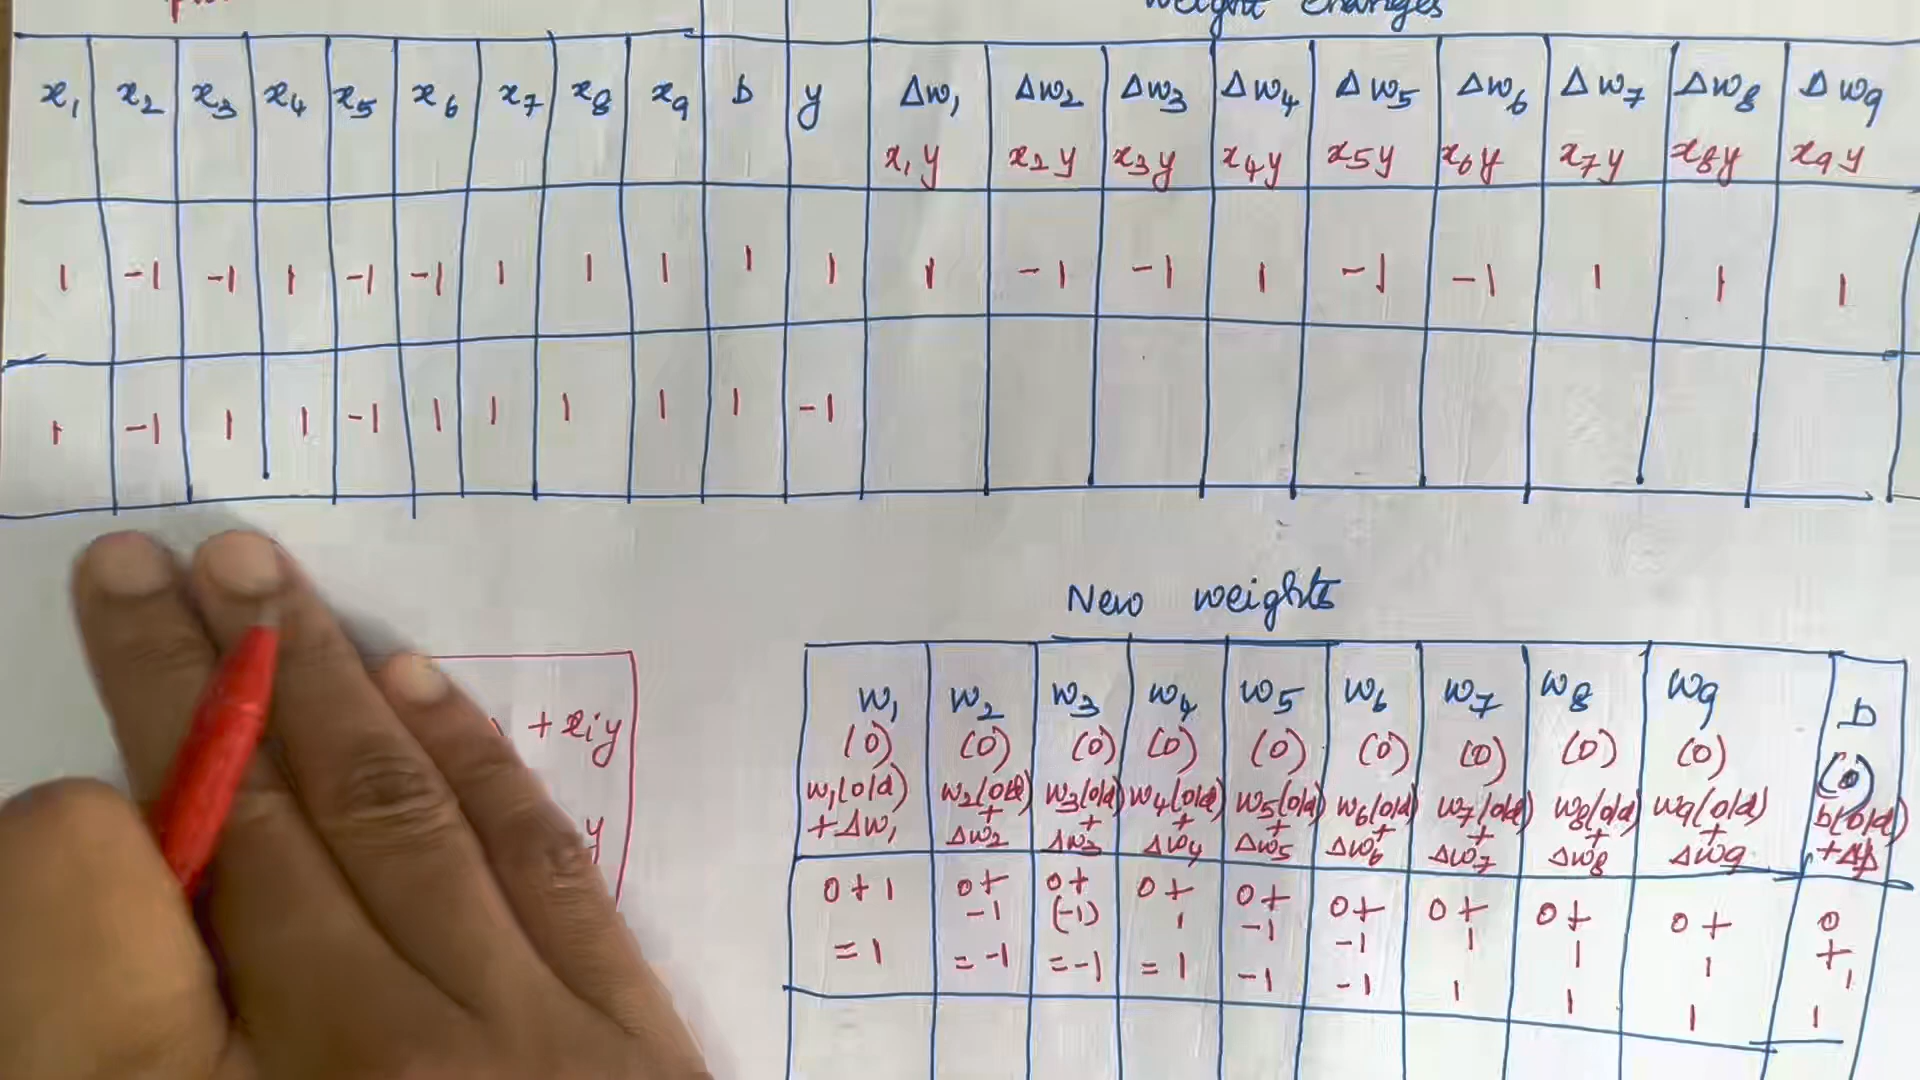 weight changes
x1 x2 x3 x4 x5 x6 x7 x8 x9 b y Δw1 Δw2 Δw3 Δw4 Δw5 Δw6 Δw7 Δw8 Δw9
x1y x2y x3y x4y x5y x6y x7y x8y x9y
1 -1 -1 1 -1 -1 1 1 1 1 1 1 -1 -1 1 -1 -1 1 1 1
1 -1 1 1 -1 1 1 1 1 1 -1
New weights
w1 w2 w3 w4 w5 w6 w7 w8 w9 b
(0) (0) (0) (0) (0) (0) (0) (0) (0) (0)
w1(old) w2(old) w3(old) w4(old) w5(old) w6(old) w7(old) w8(old) w9(old) b(old)
+Δw1 + Δw2 + Δw3 + Δw4 + Δw5 + Δw6 + Δw7 + Δw8 + Δw9 +Δb
0+1 0+ 0+ 0+ 0+ 0+ 0+ 0+ 0+ 0
-1 (-1) 1 -1 -1 1 1 1 +1
=1 =-1 =-1 =1 -1 -1 1 1 1 1
+ xiy
y